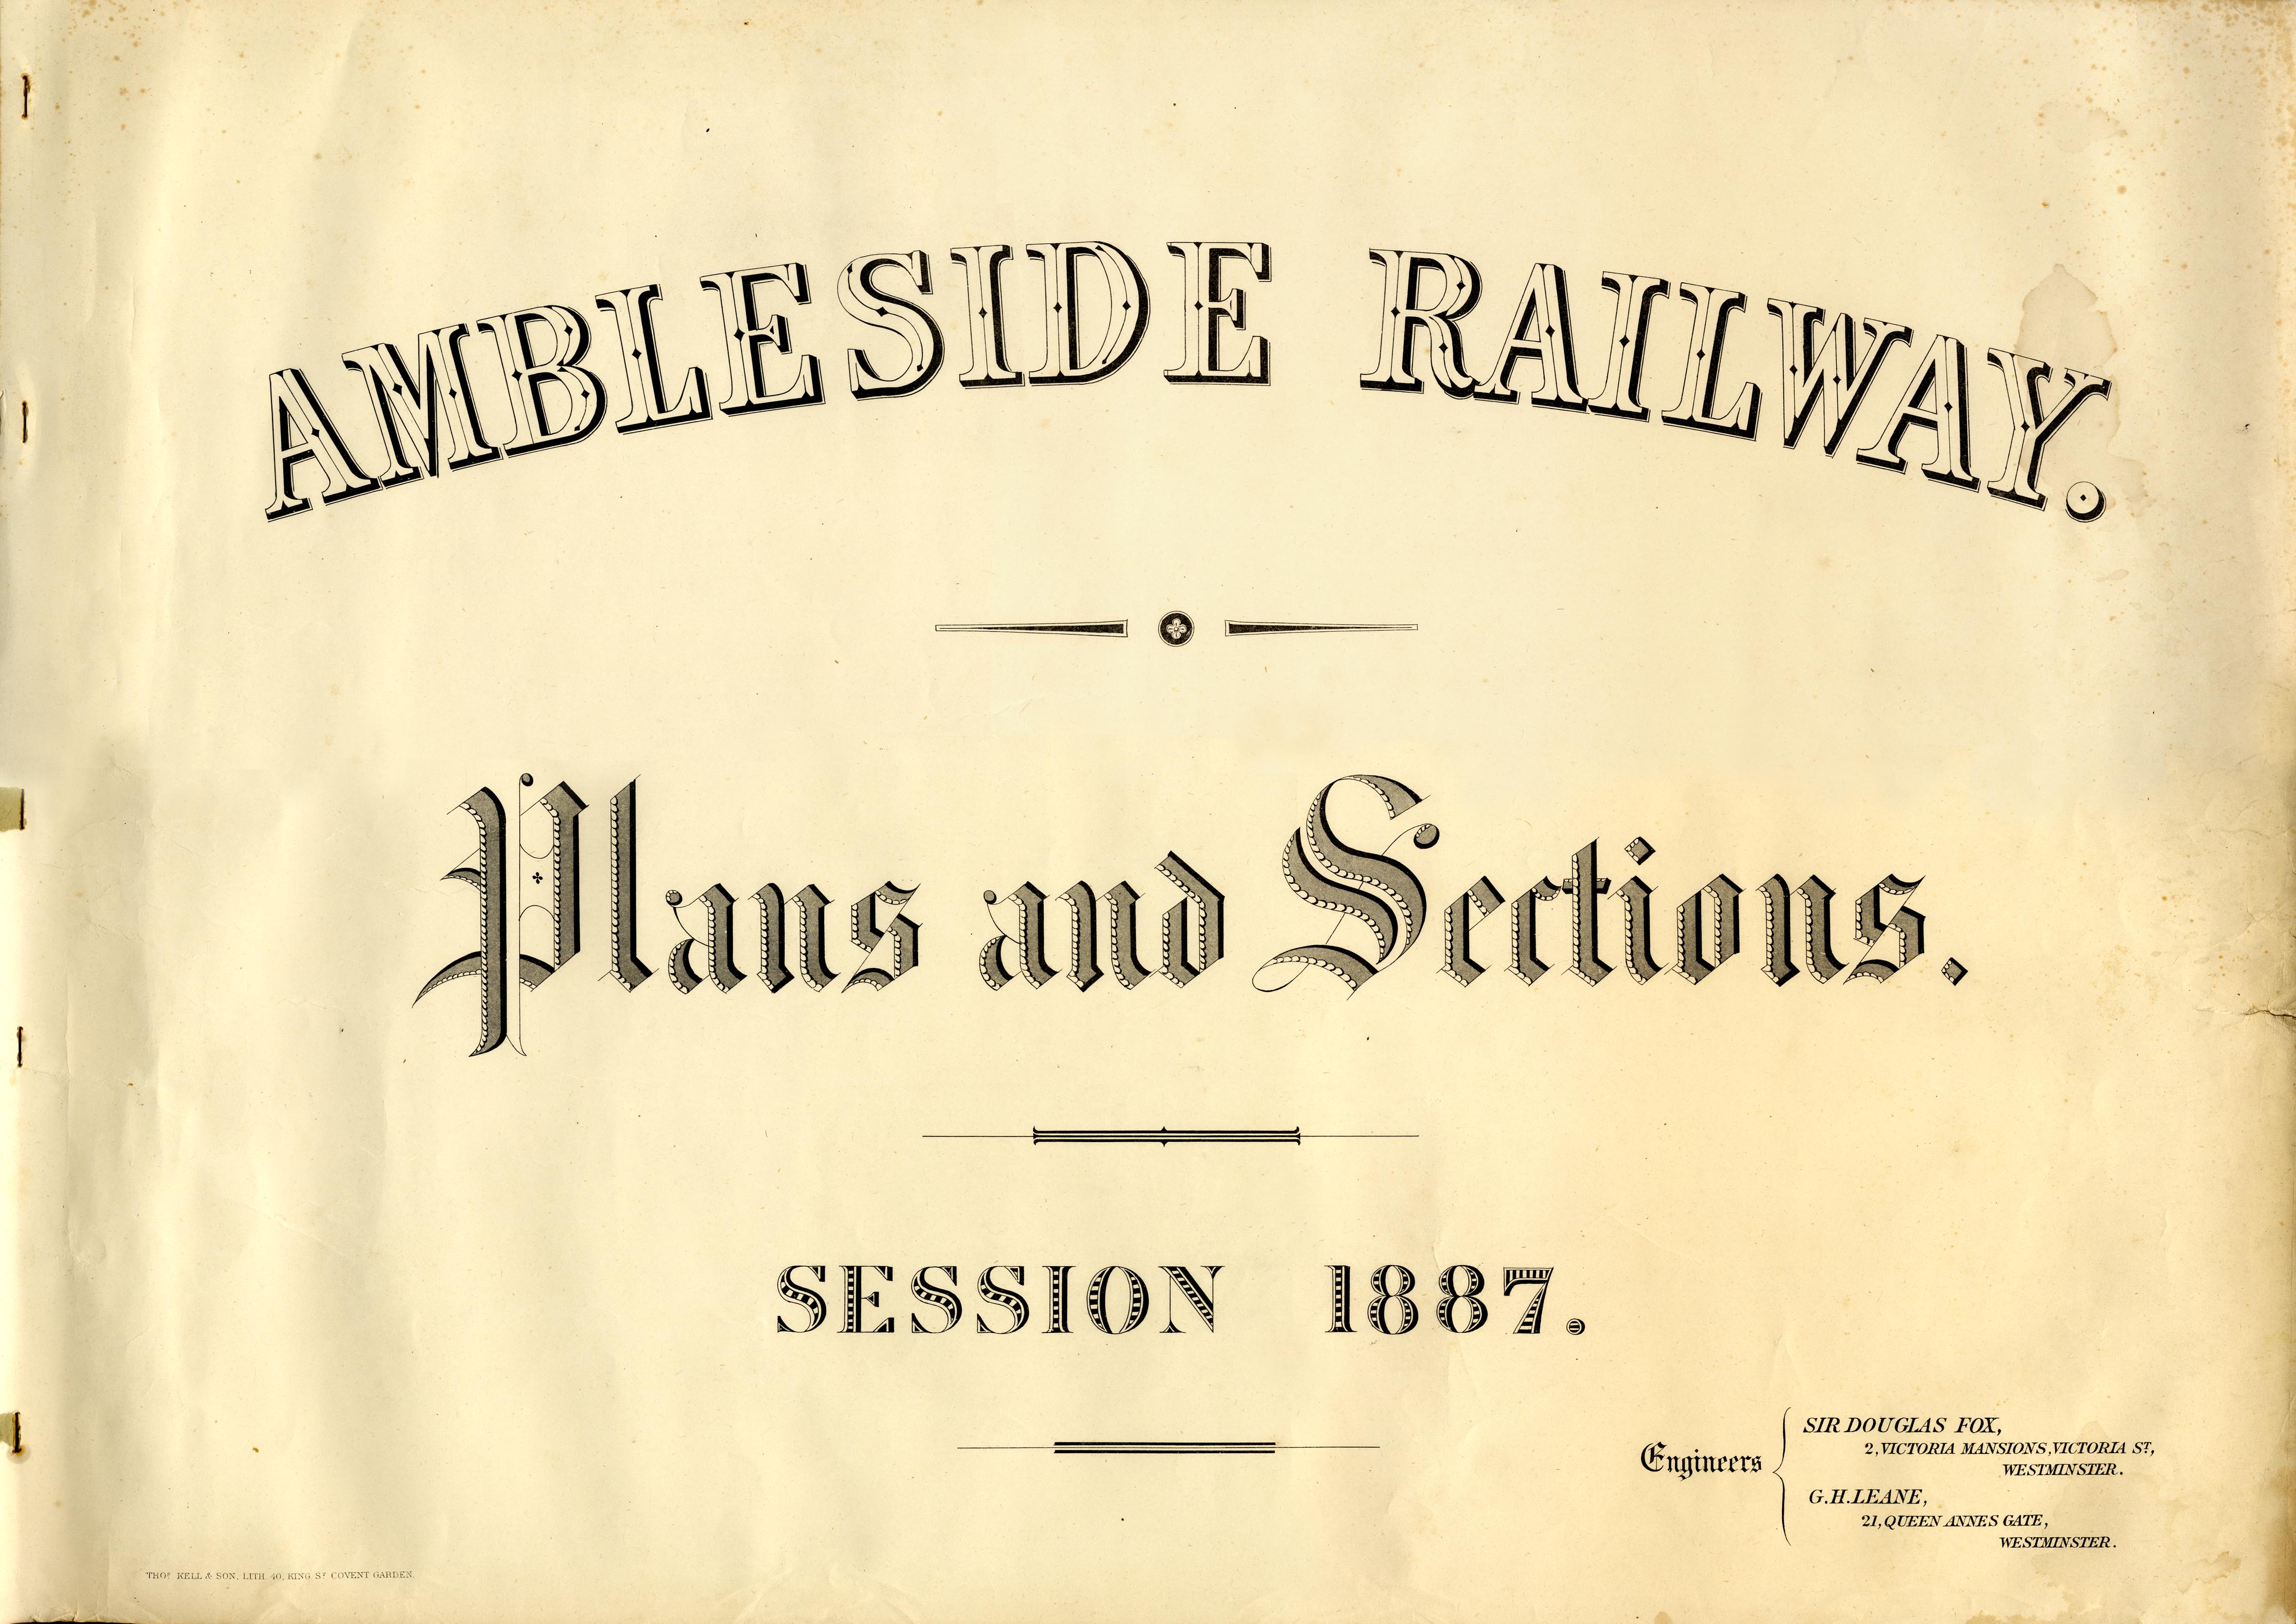 AMBLESIDE RAILWAY.
Plans and Sections.
SESSION 1887.
Engineers
SIR DOUGLAS FOX,
2, VICTORIA MANSIONS, VICTORIA ST,
WESTMINSTER.
G.H. LEANE,
21, QUEEN ANNES GATE,
WESTMINSTER.
THOS KELL & SON, LITH. 40, KING ST COVENT GARDEN.